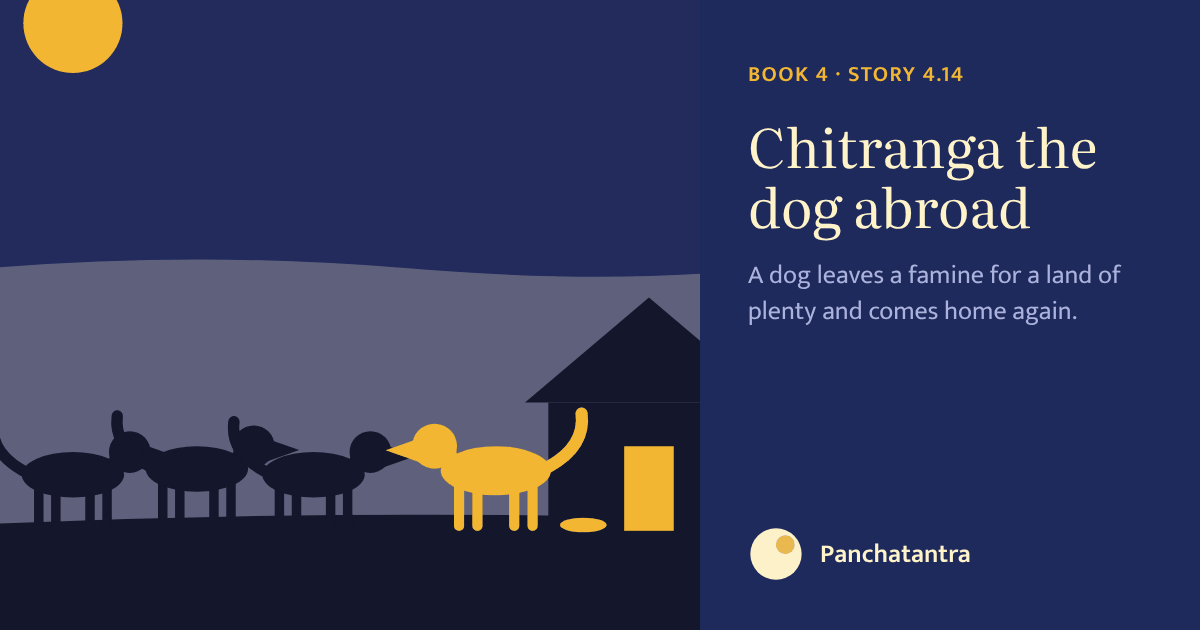 BOOK 4 · STORY 4.14
Chitranga the
dog abroad
A dog leaves a famine for a land of
plenty and comes home again.
Panchatantra